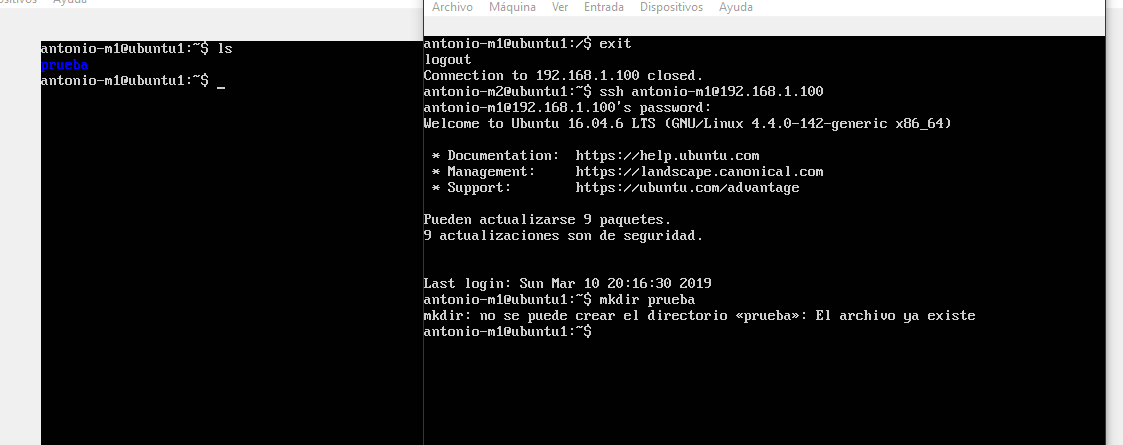 ositivos Ayuda
antonio-m1@ubuntu1:~$ ls
prueba
antonio-m1@ubuntu1:~$ _
Archivo Máquina Ver Entrada Dispositivos Ayuda
antonio-m1@ubuntu1:/$ exit
logout
Connection to 192.168.1.100 closed.
antonio-m2@ubuntu1:~$ ssh antonio-m1@192.168.1.100
antonio-m1@192.168.1.100's password:
Welcome to Ubuntu 16.04.6 LTS (GNU/Linux 4.4.0-142-generic x86_64)
* Documentation:  https://help.ubuntu.com
* Management:     https://landscape.canonical.com
* Support:        https://ubuntu.com/advantage
Pueden actualizarse 9 paquetes.
9 actualizaciones son de seguridad.
Last login: Sun Mar 10 20:16:30 2019
antonio-m1@ubuntu1:~$ mkdir prueba
mkdir: no se puede crear el directorio «prueba»: El archivo ya existe
antonio-m1@ubuntu1:~$